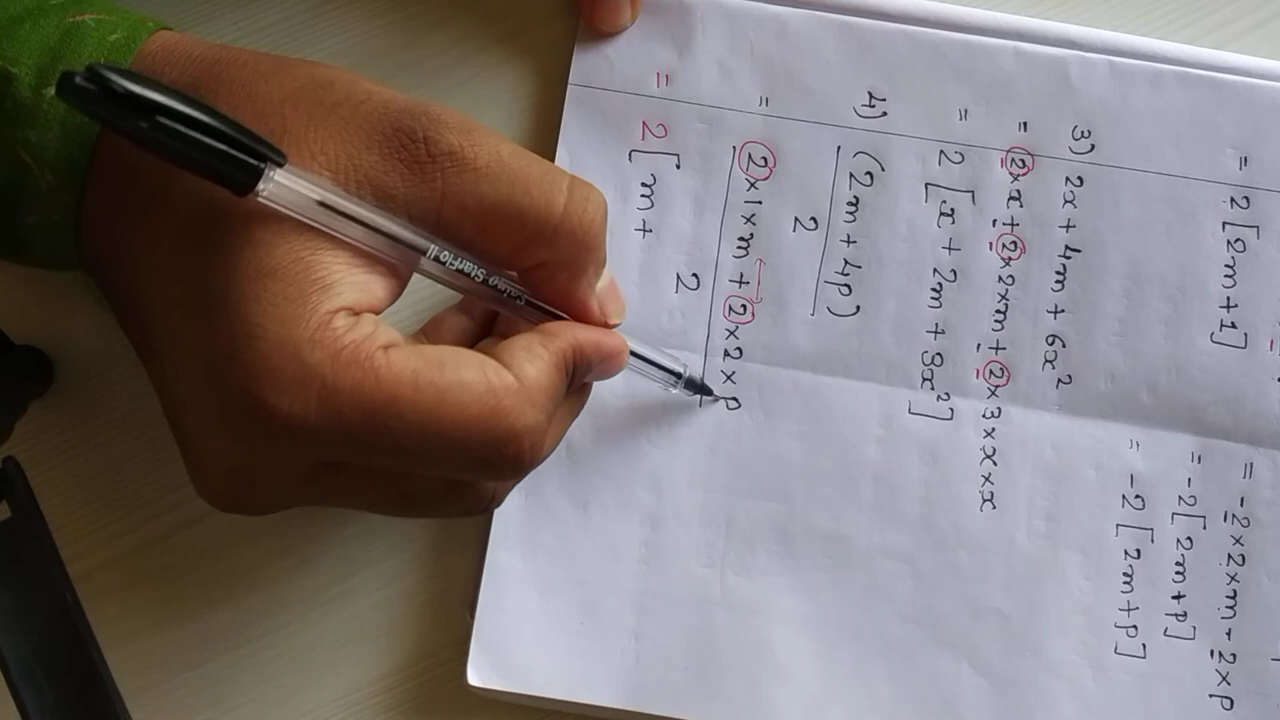 = 2[2m+1]
= -2×2×m - 2×p
= -2[2m+p]
= -2[2m+p]
3) 2x + 4m + 6x²
= 2×x + 2×2×m + 2×3×x×x
= 2[x + 2m + 3x²]
4) (2m + 4p)
2
= 2×1×m + 2×2×p
2
= 2[m+
Saino StarFlo II